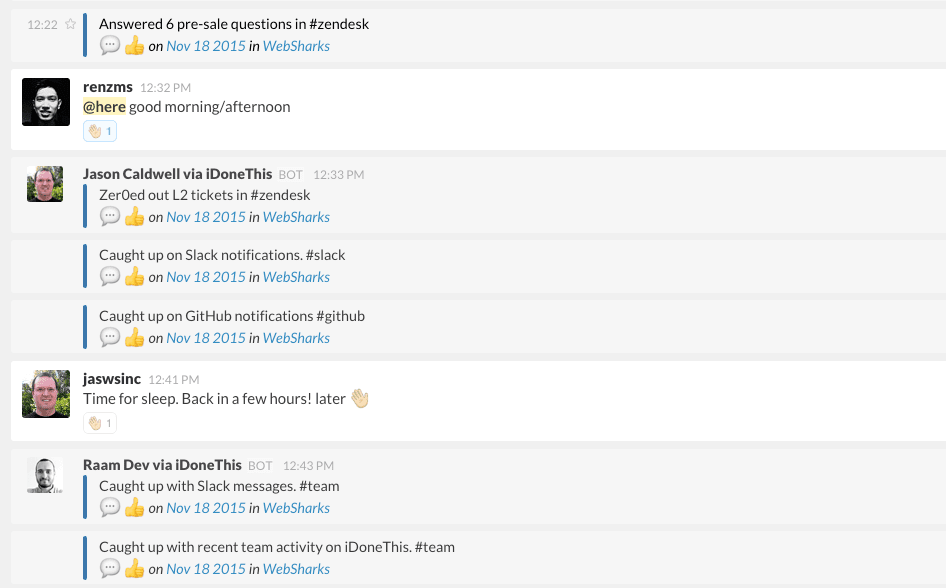 12:22 Answered 6 pre-sale questions in #zendesk
on Nov 18 2015 in WebSharks
renzms 12:32 PM
@here good morning/afternoon
1
Jason Caldwell via iDoneThis BOT 12:33 PM
Zer0ed out L2 tickets in #zendesk
on Nov 18 2015 in WebSharks
Caught up on Slack notifications. #slack
on Nov 18 2015 in WebSharks
Caught up on GitHub notifications #github
on Nov 18 2015 in WebSharks
jaswsinc 12:41 PM
Time for sleep. Back in a few hours! later
1
Raam Dev via iDoneThis BOT 12:43 PM
Caught up with Slack messages. #team
on Nov 18 2015 in WebSharks
Caught up with recent team activity on iDoneThis. #team
on Nov 18 2015 in WebSharks